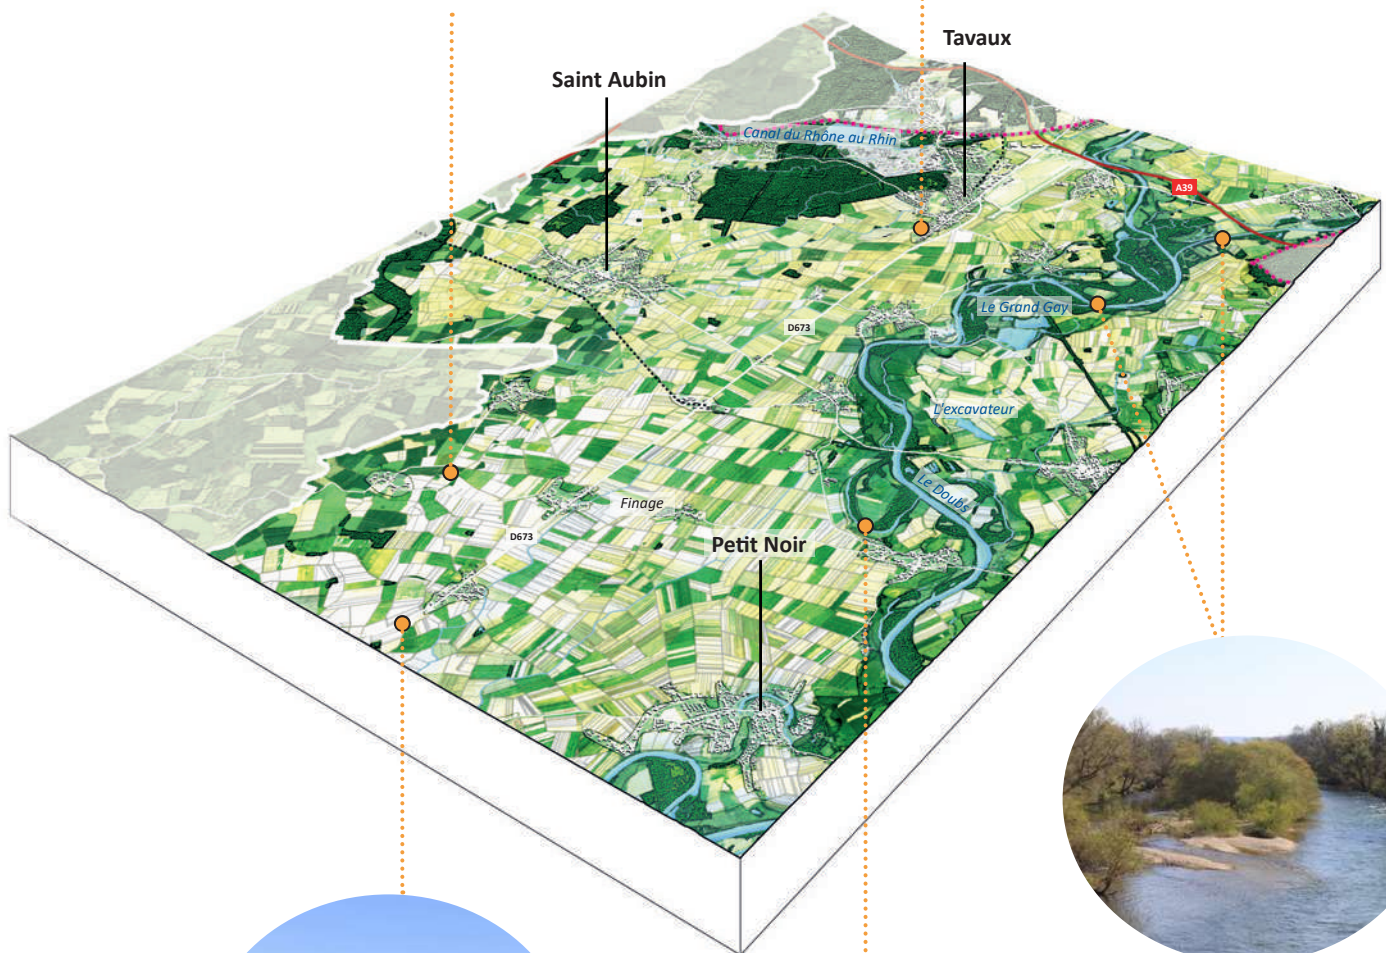 Tavaux
Saint Aubin
Canal du Rhône au Rhin
A39
Le Grand Gay
D673
L'excavateur
Le Doubs
Finage
D673
Petit Noir